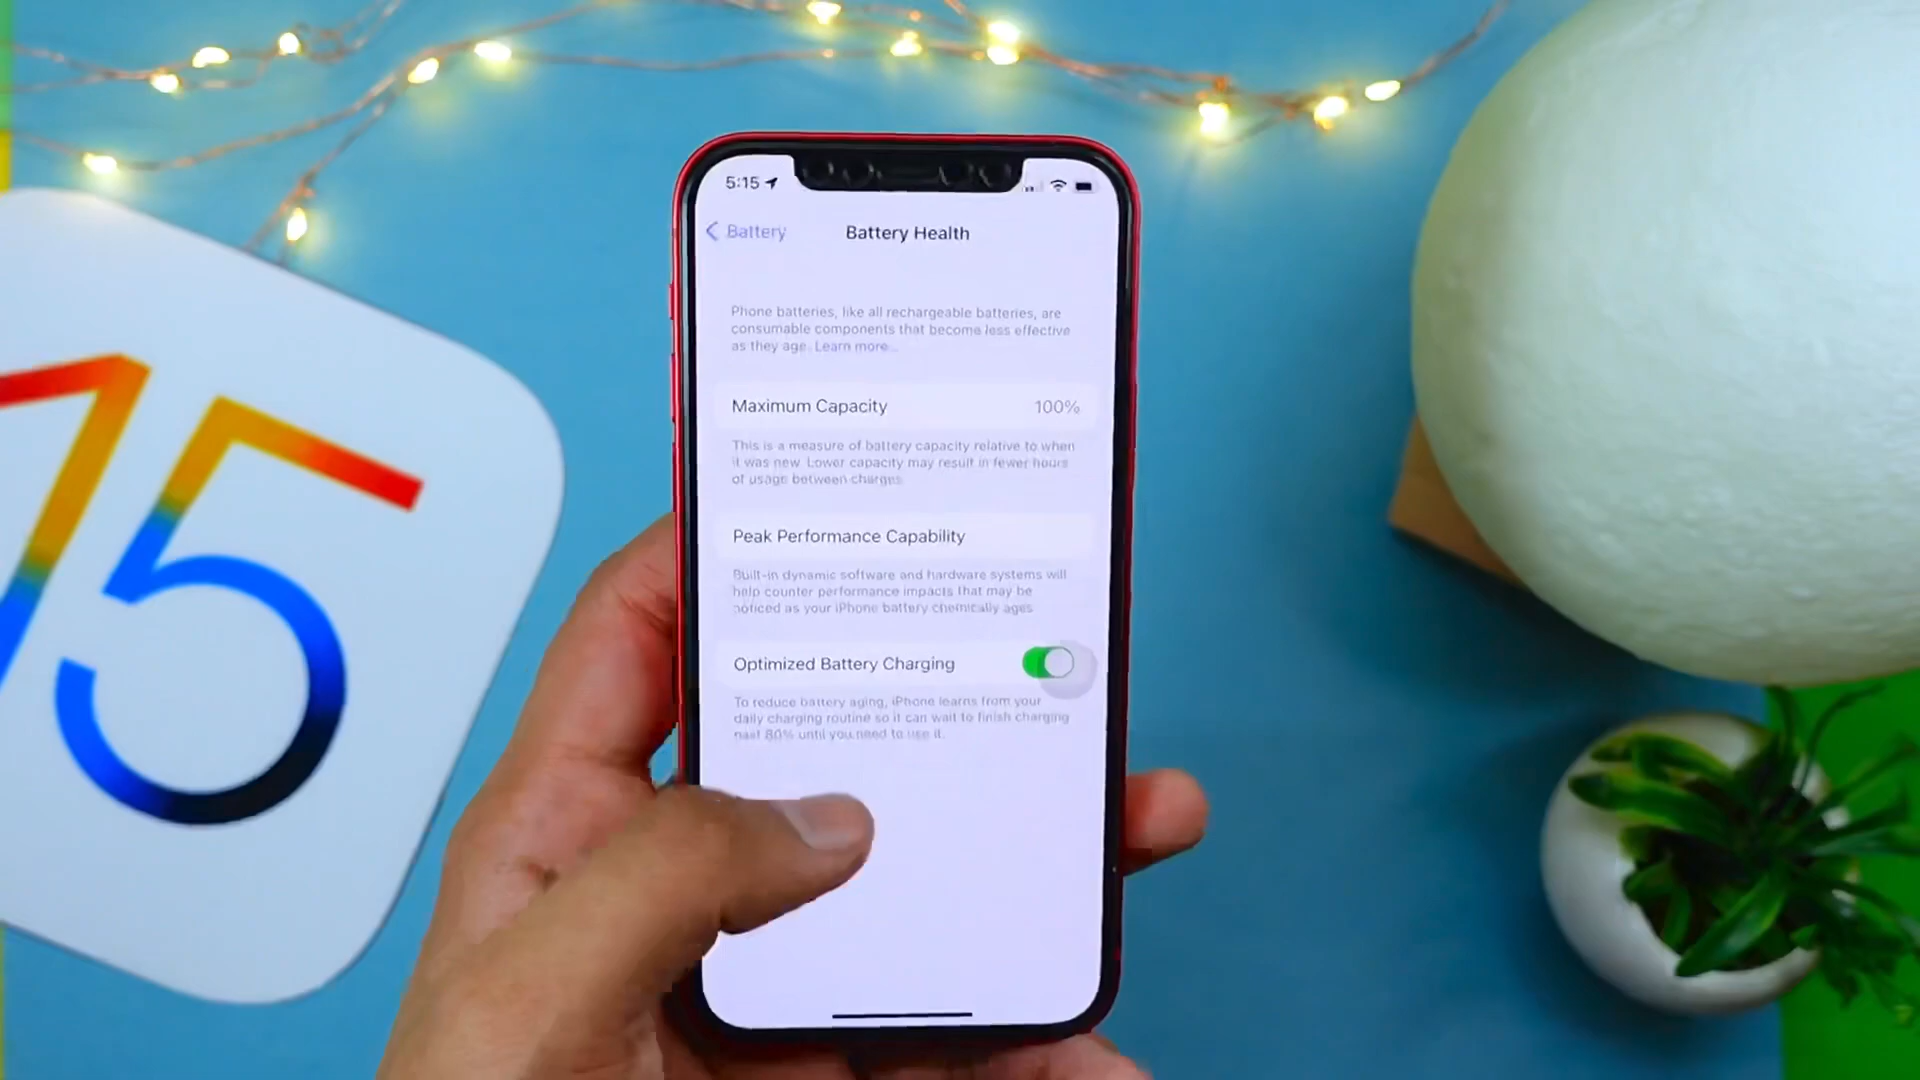 15
5:15
Battery
Battery Health
Phone batteries, like all rechargeable batteries, are
consumable components that become less effective
as they age. Learn more...
Maximum Capacity
100%
This is a measure of battery capacity relative to when
it was new. Lower capacity may result in fewer hours
of usage between charges.
Peak Performance Capability
Built-in dynamic software and hardware systems will
help counter performance impacts that may be
noticed as your iPhone battery chemically ages
Optimized Battery Charging
To reduce battery aging, iPhone learns from your
daily charging routine so it can wait to finish charging
past 80% until you need to use it.